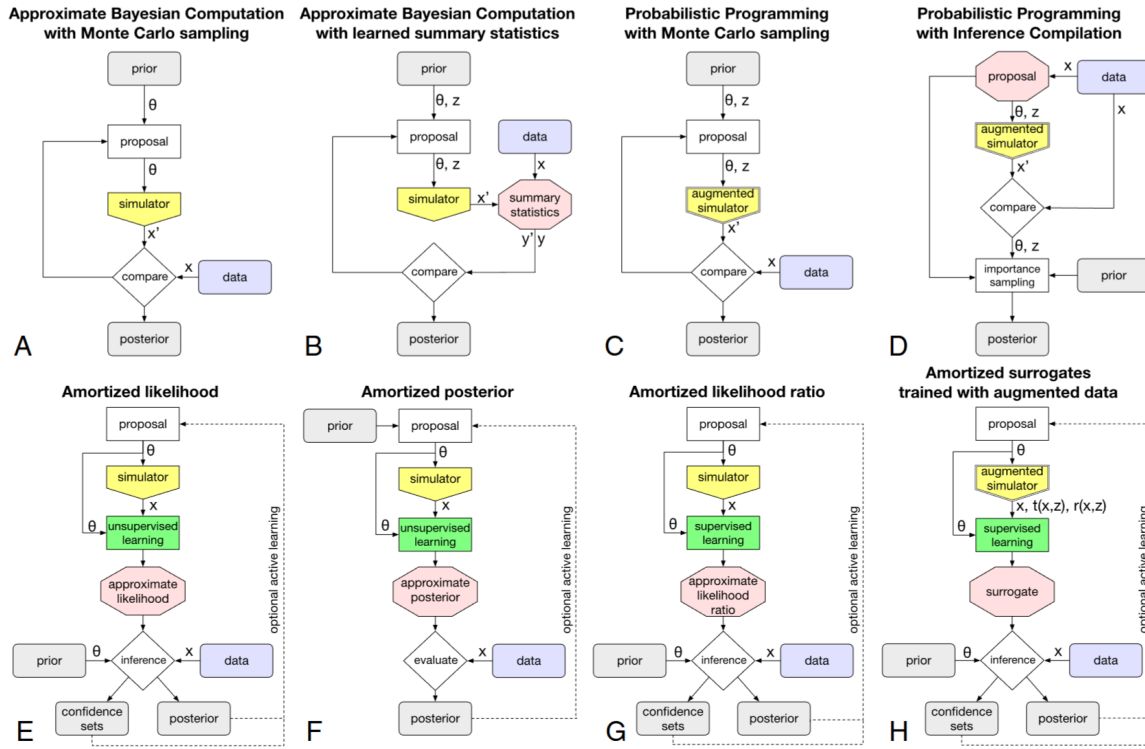 Approximate Bayesian Computation
with Monte Carlo sampling
prior
θ
proposal
θ
simulator
x'
compare
x
data
posterior
A
Approximate Bayesian Computation
with learned summary statistics
prior
θ, z
proposal
data
θ, z
x
simulator
x'
summary
statistics
y' y
compare
posterior
B
Probabilistic Programming
with Monte Carlo sampling
prior
θ, z
proposal
θ, z
augmented
simulator
x'
compare
x
data
posterior
C
Probabilistic Programming
with Inference Compilation
proposal
x
data
θ, z
x
augmented
simulator
x'
compare
θ, z
importance
sampling
prior
posterior
D
Amortized likelihood
proposal
θ
simulator
x
θ
unsupervised
learning
approximate
likelihood
optional active learning
prior
θ
inference
x
data
confidence
sets
posterior
E
Amortized posterior
prior
proposal
θ
simulator
x
θ
unsupervised
learning
approximate
posterior
optional active learning
evaluate
x
data
posterior
F
Amortized likelihood ratio
proposal
θ
simulator
x
θ
supervised
learning
approximate
likelihood
ratio
optional active learning
prior
θ
inference
x
data
confidence
sets
posterior
G
Amortized surrogates
trained with augmented data
proposal
θ
augmented
simulator
x, t(x,z), r(x,z)
θ
supervised
learning
surrogate
optional active learning
prior
θ
inference
x
data
confidence
sets
posterior
H